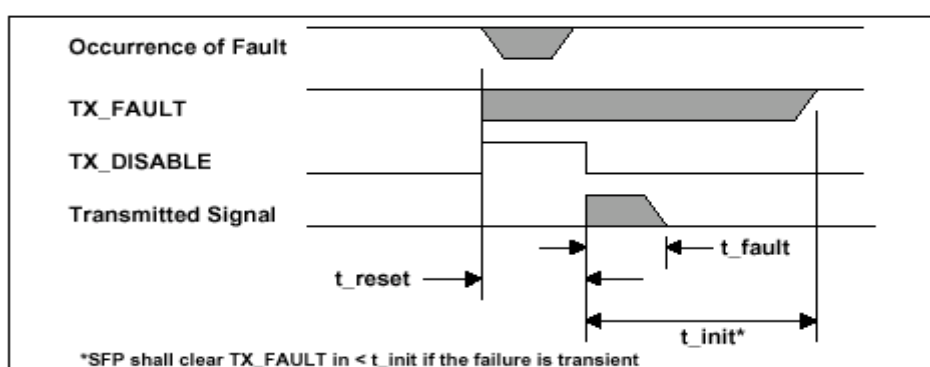 Occurrence of Fault
TX_FAULT
TX_DISABLE
Transmitted Signal
t_fault
t_reset
t_init*
*SFP shall clear TX_FAULT in < t_init if the failure is transient